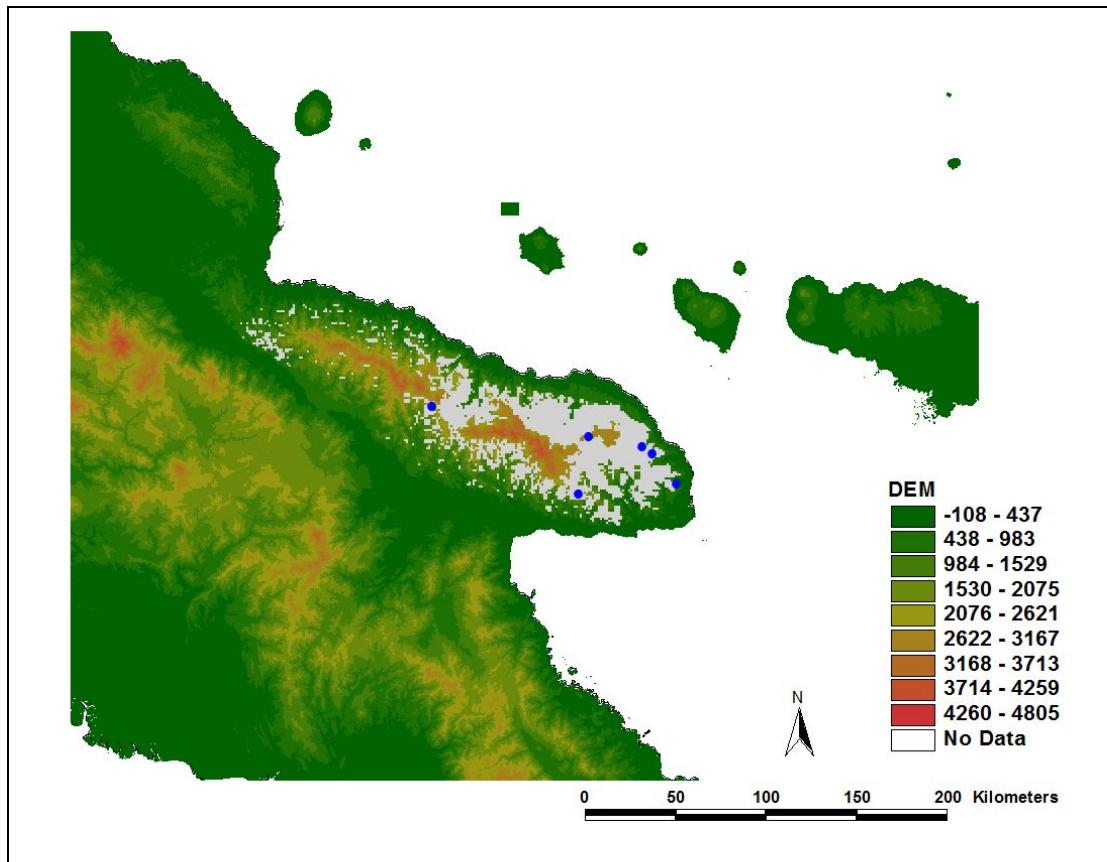 DEM
-108 - 437
438 - 983
984 - 1529
1530 - 2075
2076 - 2621
2622 - 3167
3168 - 3713
3714 - 4259
4260 - 4805
No Data
N
0 50 100 150 200 Kilometers